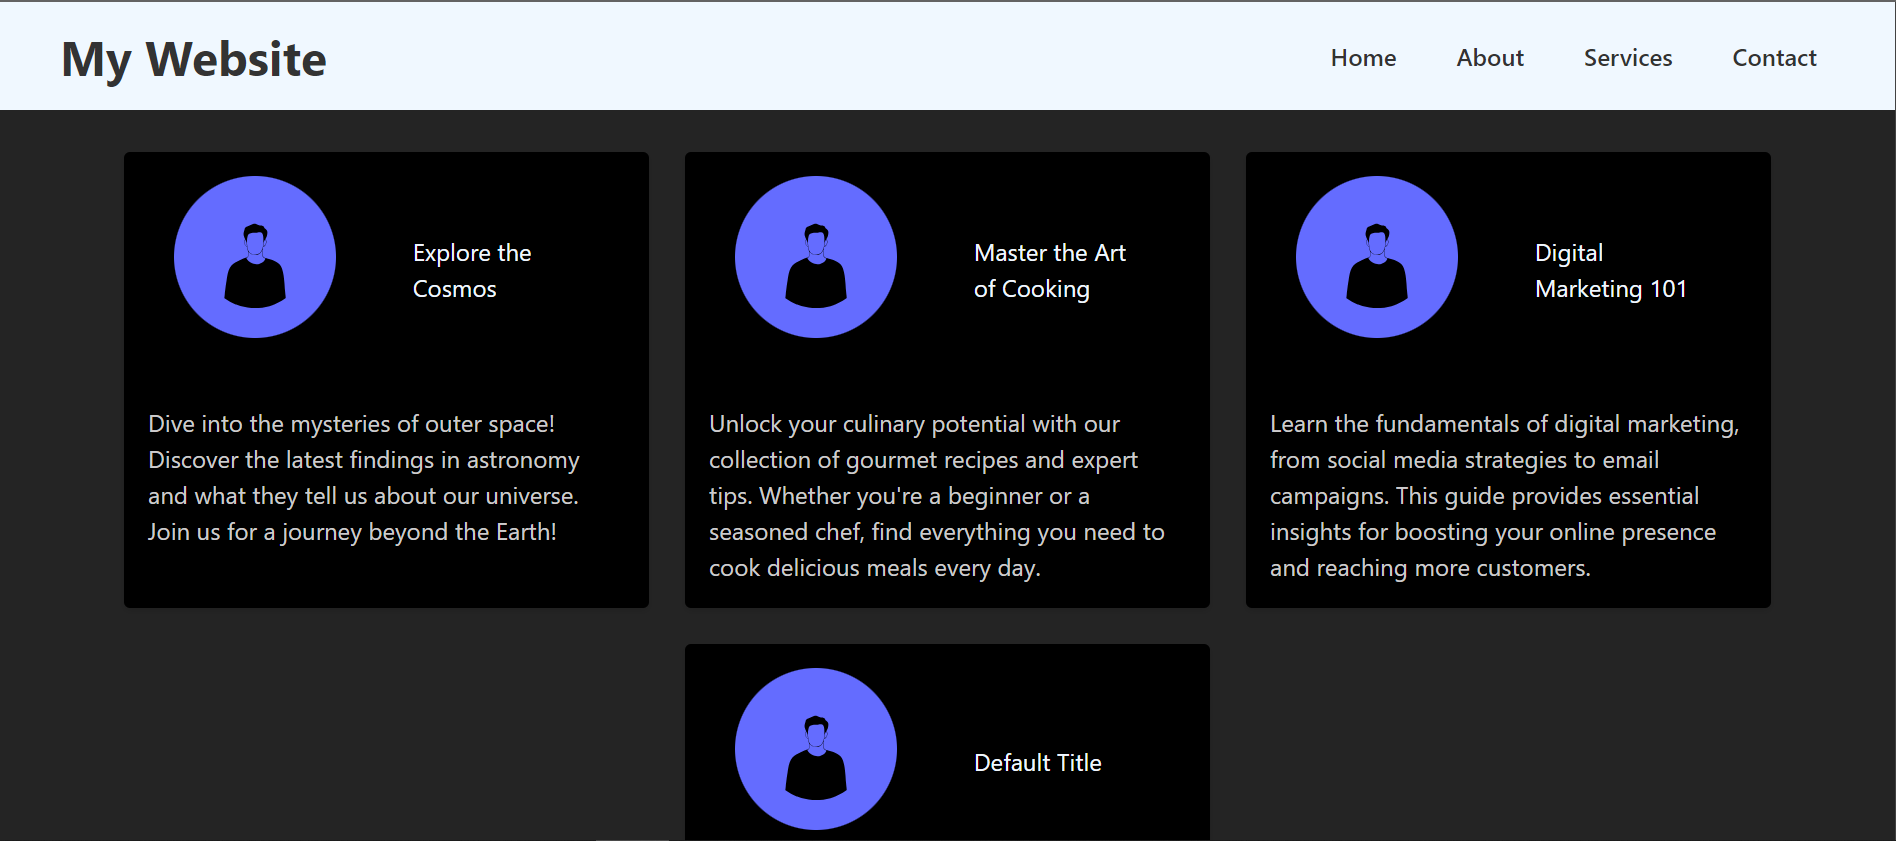 My Website
Home About Services Contact
Explore the
Cosmos
Dive into the mysteries of outer space!
Discover the latest findings in astronomy
and what they tell us about our universe.
Join us for a journey beyond the Earth!
Master the Art
of Cooking
Unlock your culinary potential with our
collection of gourmet recipes and expert
tips. Whether you're a beginner or a
seasoned chef, find everything you need to
cook delicious meals every day.
Digital
Marketing 101
Learn the fundamentals of digital marketing,
from social media strategies to email
campaigns. This guide provides essential
insights for boosting your online presence
and reaching more customers.
Default Title